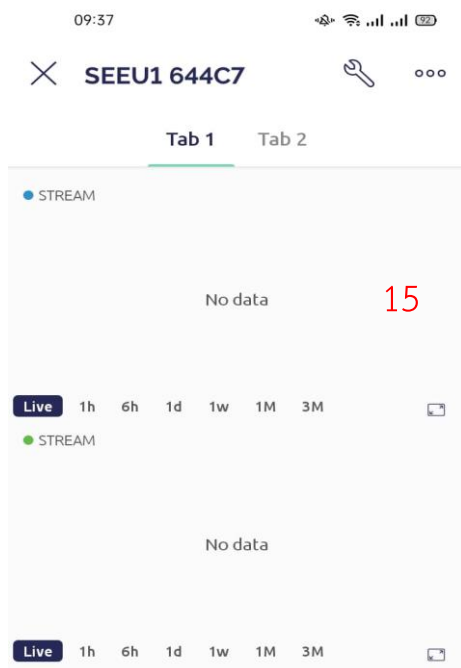 09:37 92
SEEU1 644C7
Tab 1 Tab 2
STREAM
No data
15
Live 1h 6h 1d 1w 1M 3M
STREAM
No data
Live 1h 6h 1d 1w 1M 3M